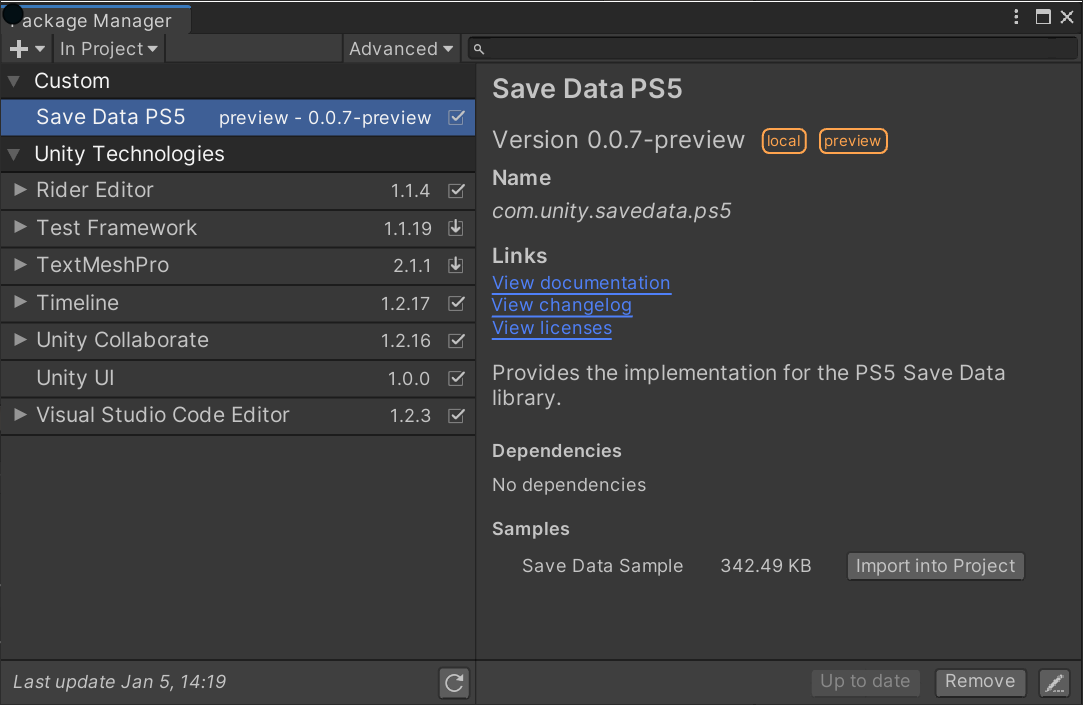 Package Manager
In Project
Advanced
Custom
Save Data PS5 preview - 0.0.7-preview
Unity Technologies
Rider Editor 1.1.4
Test Framework 1.1.19
TextMeshPro 2.1.1
Timeline 1.2.17
Unity Collaborate 1.2.16
Unity UI 1.0.0
Visual Studio Code Editor 1.2.3
Last update Jan 5, 14:19
Save Data PS5
Version 0.0.7-preview local preview
Name
com.unity.savedata.ps5
Links
View documentation
View changelog
View licenses
Provides the implementation for the PS5 Save Data
library.
Dependencies
No dependencies
Samples
Save Data Sample 342.49 KB Import into Project
Up to date Remove